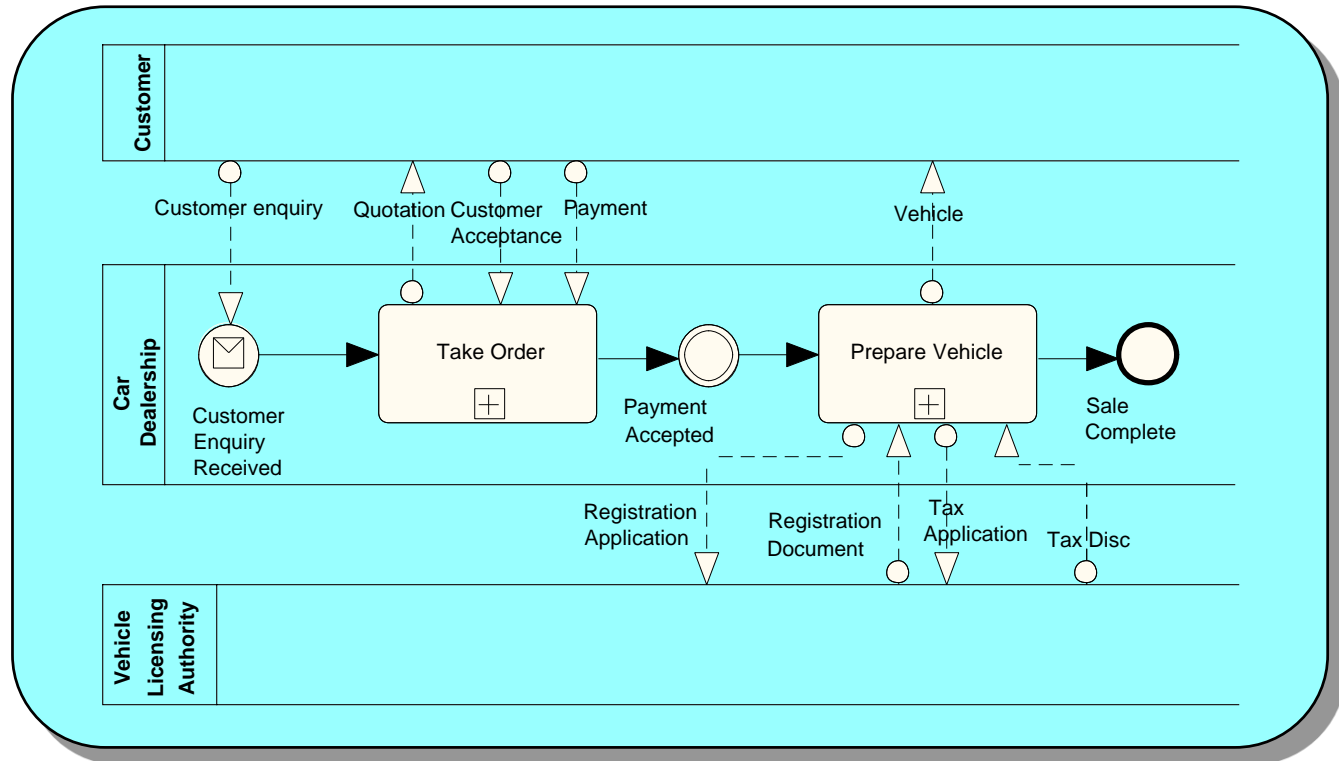 Customer
Customer enquiry
Quotation
Customer
Acceptance
Payment
Vehicle
Car
Dealership
Take Order
Prepare Vehicle
Customer
Enquiry
Received
Payment
Accepted
Sale
Complete
Registration
Application
Registration
Document
Tax
Application
Tax Disc
Vehicle
Licensing
Authority